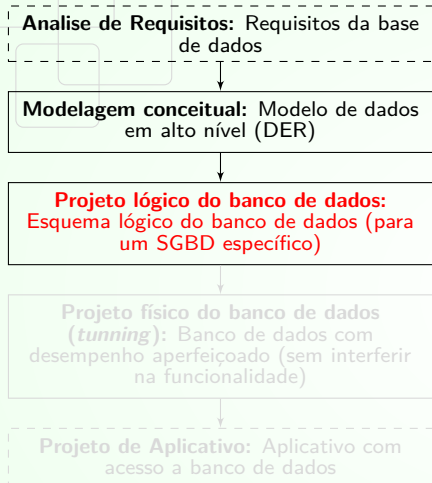 Analise de Requisitos: Requisitos da base
de dados
Modelagem conceitual: Modelo de dados
em alto nível (DER)
Projeto lógico do banco de dados:
Esquema lógico do banco de dados (para
um SGBD específico)
Projeto físico do banco de dados
(tunning): Banco de dados com
desempenho aperfeiçoado (sem interferir
na funcionalidade)
Projeto de Aplicativo: Aplicativo com
acesso a banco de dados